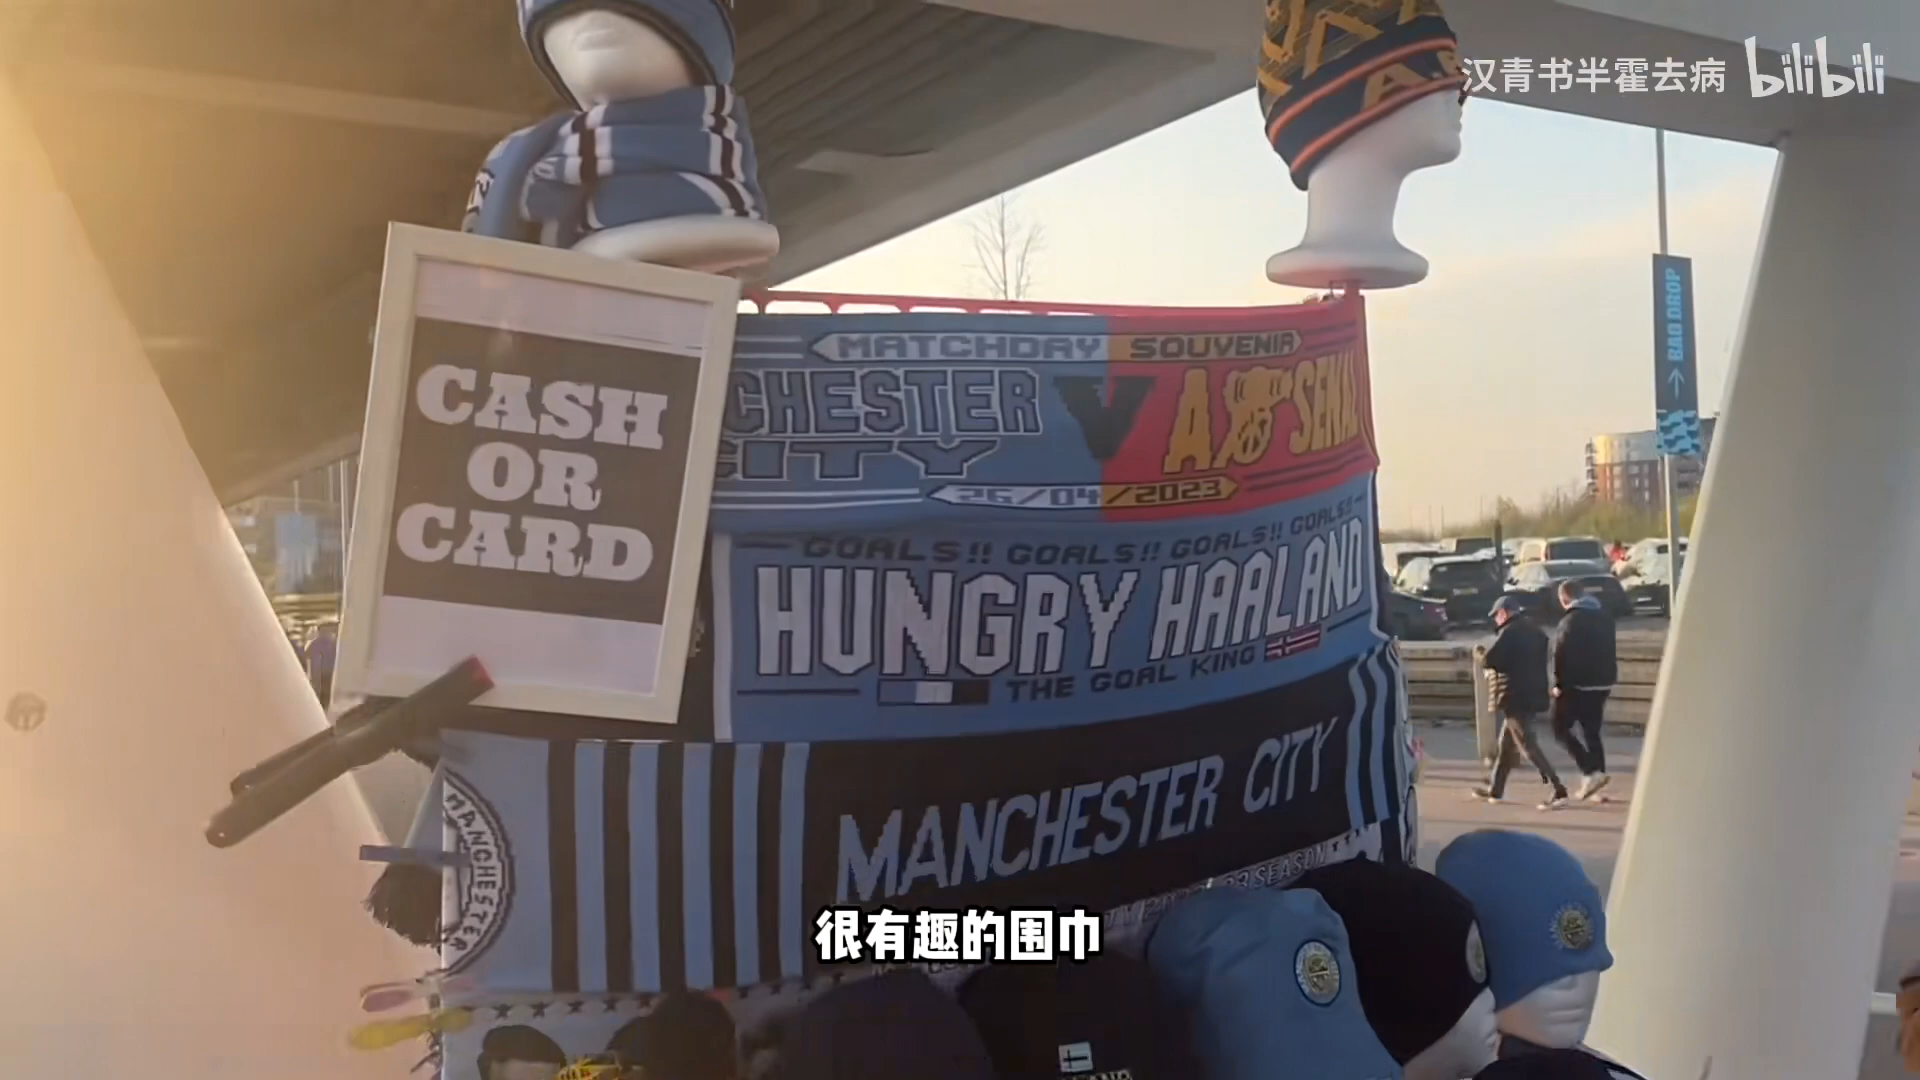 汉青书半霍去病 bilibili
BAG DROP
CASH
OR
CARD
MATCHDAY SOUVENIR
CHESTER
CITY
V
ARSENAL
26/04/2023
GOALS!! GOALS!! GOALS!! GOALS!!
HUNGRY HAALAND
THE GOAL KING
MANCHESTER CITY
MANCHESTER
SEASON
很有趣的围巾